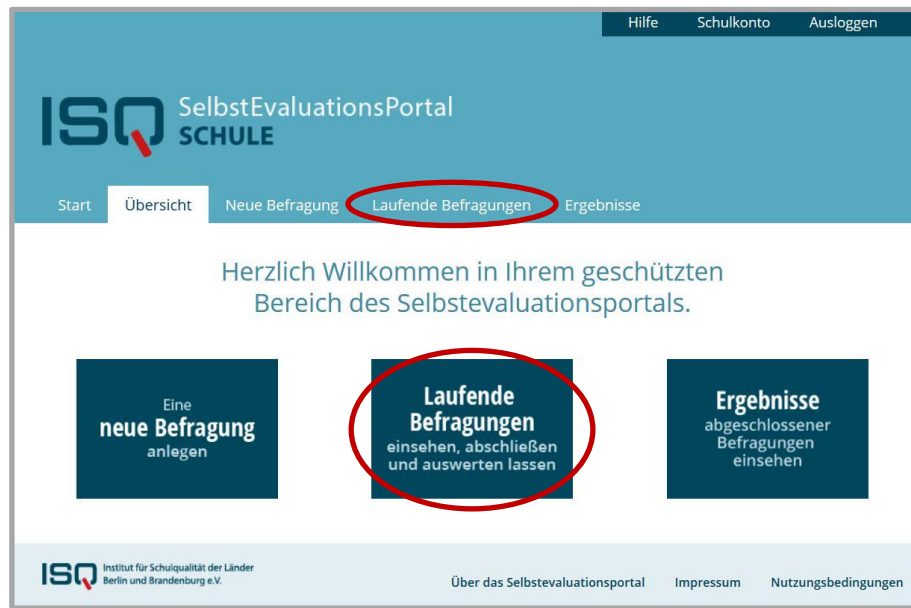 Hilfe Schulkonto Ausloggen
ISQ SelbstEvaluationsPortal
SCHULE
Start Übersicht Neue Befragung Laufende Befragungen Ergebnisse
Herzlich Willkommen in Ihrem geschützten
Bereich des Selbstevaluationsportals.
Eine
neue Befragung
anlegen
Laufende
Befragungen
einsehen, abschließen
und auswerten lassen
Ergebnisse
abgeschlossener
Befragungen
einsehen
ISQ Institut für Schulqualität der Länder
Berlin und Brandenburg e.V.
Über das Selbstevaluationsportal Impressum Nutzungsbedingungen